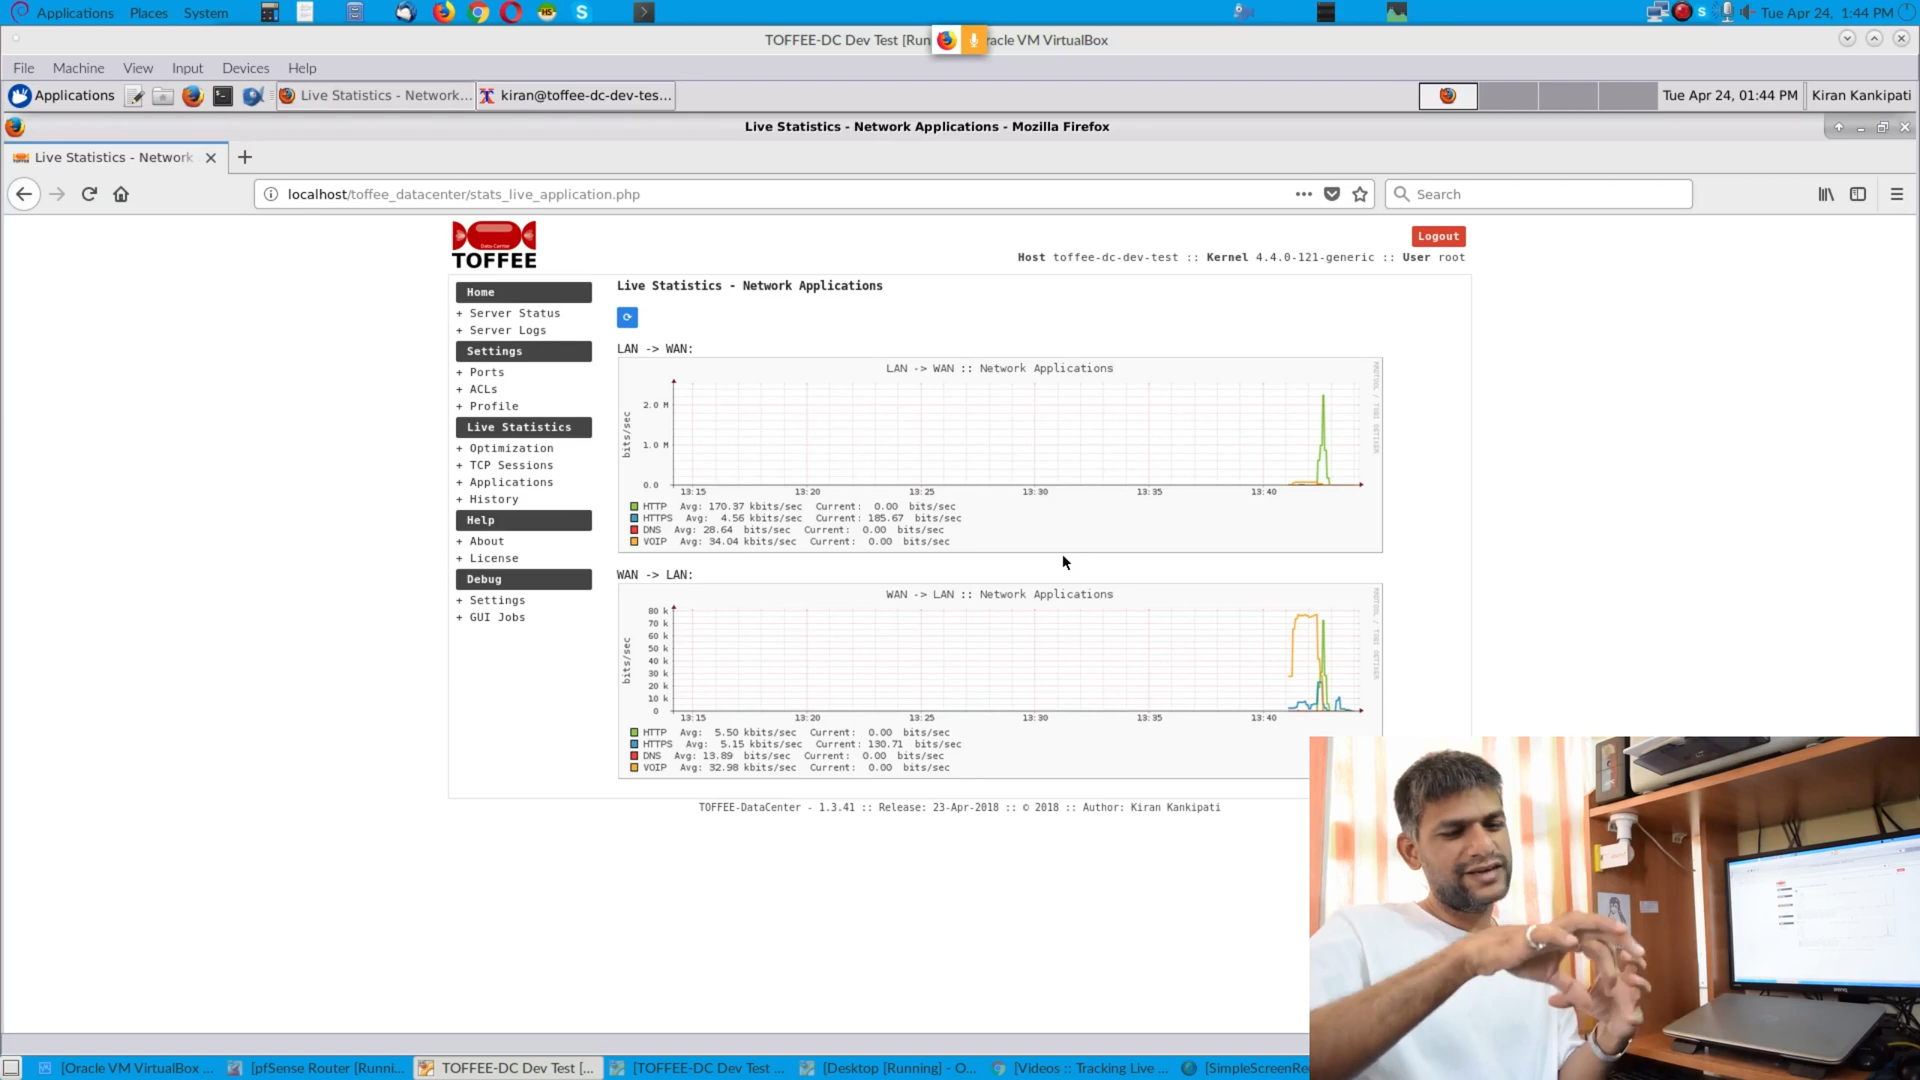 Applications Places System
Tue Apr 24, 1:44 PM
TOFFEE-DC Dev Test [Run racle VM VirtualBox
File Machine View Input Devices Help
Applications
Live Statistics - Network...
kiran@toffee-dc-dev-tes...
Tue Apr 24, 01:44 PM
Kiran Kankipati
Live Statistics - Network Applications - Mozilla Firefox
Live Statistics - Network
localhost/toffee_datacenter/stats_live_application.php
Search
Data-Center
TOFFEE
Logout
Host toffee-dc-dev-test :: Kernel 4.4.0-121-generic :: User root
Home
+ Server Status
+ Server Logs
Settings
+ Ports
+ ACLs
+ Profile
Live Statistics
+ Optimization
+ TCP Sessions
+ Applications
+ History
Help
+ About
+ License
Debug
+ Settings
+ GUI Jobs
Live Statistics - Network Applications
LAN -> WAN:
LAN -> WAN :: Network Applications
RRDTOOL / TOBI OETIKER
bits/sec
2.0 M
1.0 M
0.0
13:15 13:20 13:25 13:30 13:35 13:40
HTTP Avg: 170.37 kbits/sec Current: 0.00 bits/sec
HTTPS Avg: 4.56 kbits/sec Current: 185.67 bits/sec
DNS Avg: 28.64 bits/sec Current: 0.00 bits/sec
VOIP Avg: 34.04 kbits/sec Current: 0.00 bits/sec
WAN -> LAN:
WAN -> LAN :: Network Applications
RRDTOOL / TOBI OETIKER
bits/sec
80 k
70 k
60 k
50 k
40 k
30 k
20 k
10 k
0
13:15 13:20 13:25 13:30 13:35 13:40
HTTP Avg: 5.50 kbits/sec Current: 0.00 bits/sec
HTTPS Avg: 5.15 kbits/sec Current: 130.71 bits/sec
DNS Avg: 13.89 bits/sec Current: 0.00 bits/sec
VOIP Avg: 32.98 kbits/sec Current: 0.00 bits/sec
TOFFEE-DataCenter - 1.3.41 :: Release: 23-Apr-2018 :: © 2018 :: Author: Kiran Kankipati
[Oracle VM VirtualBox ...
[pfSense Router [Runni...
TOFFEE-DC Dev Test [...
[TOFFEE-DC Dev Test ...
[Desktop [Running] - O...
[Videos :: Tracking Live ...
[SimpleScreenRe